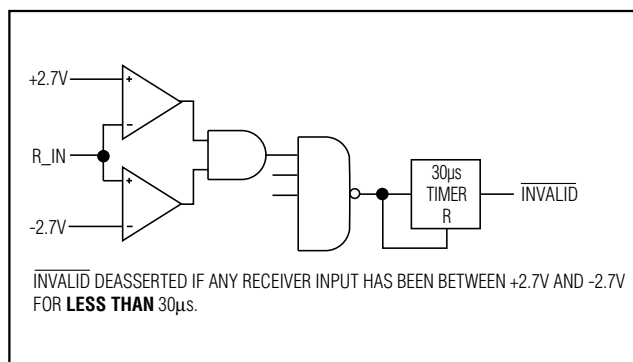 +2.7V
R_IN
-2.7V
+
−
+
−
30µs
TIMER
R
INVALID
INVALID DEASSERTED IF ANY RECEIVER INPUT HAS BEEN BETWEEN +2.7V AND -2.7V
FOR LESS THAN 30µs.